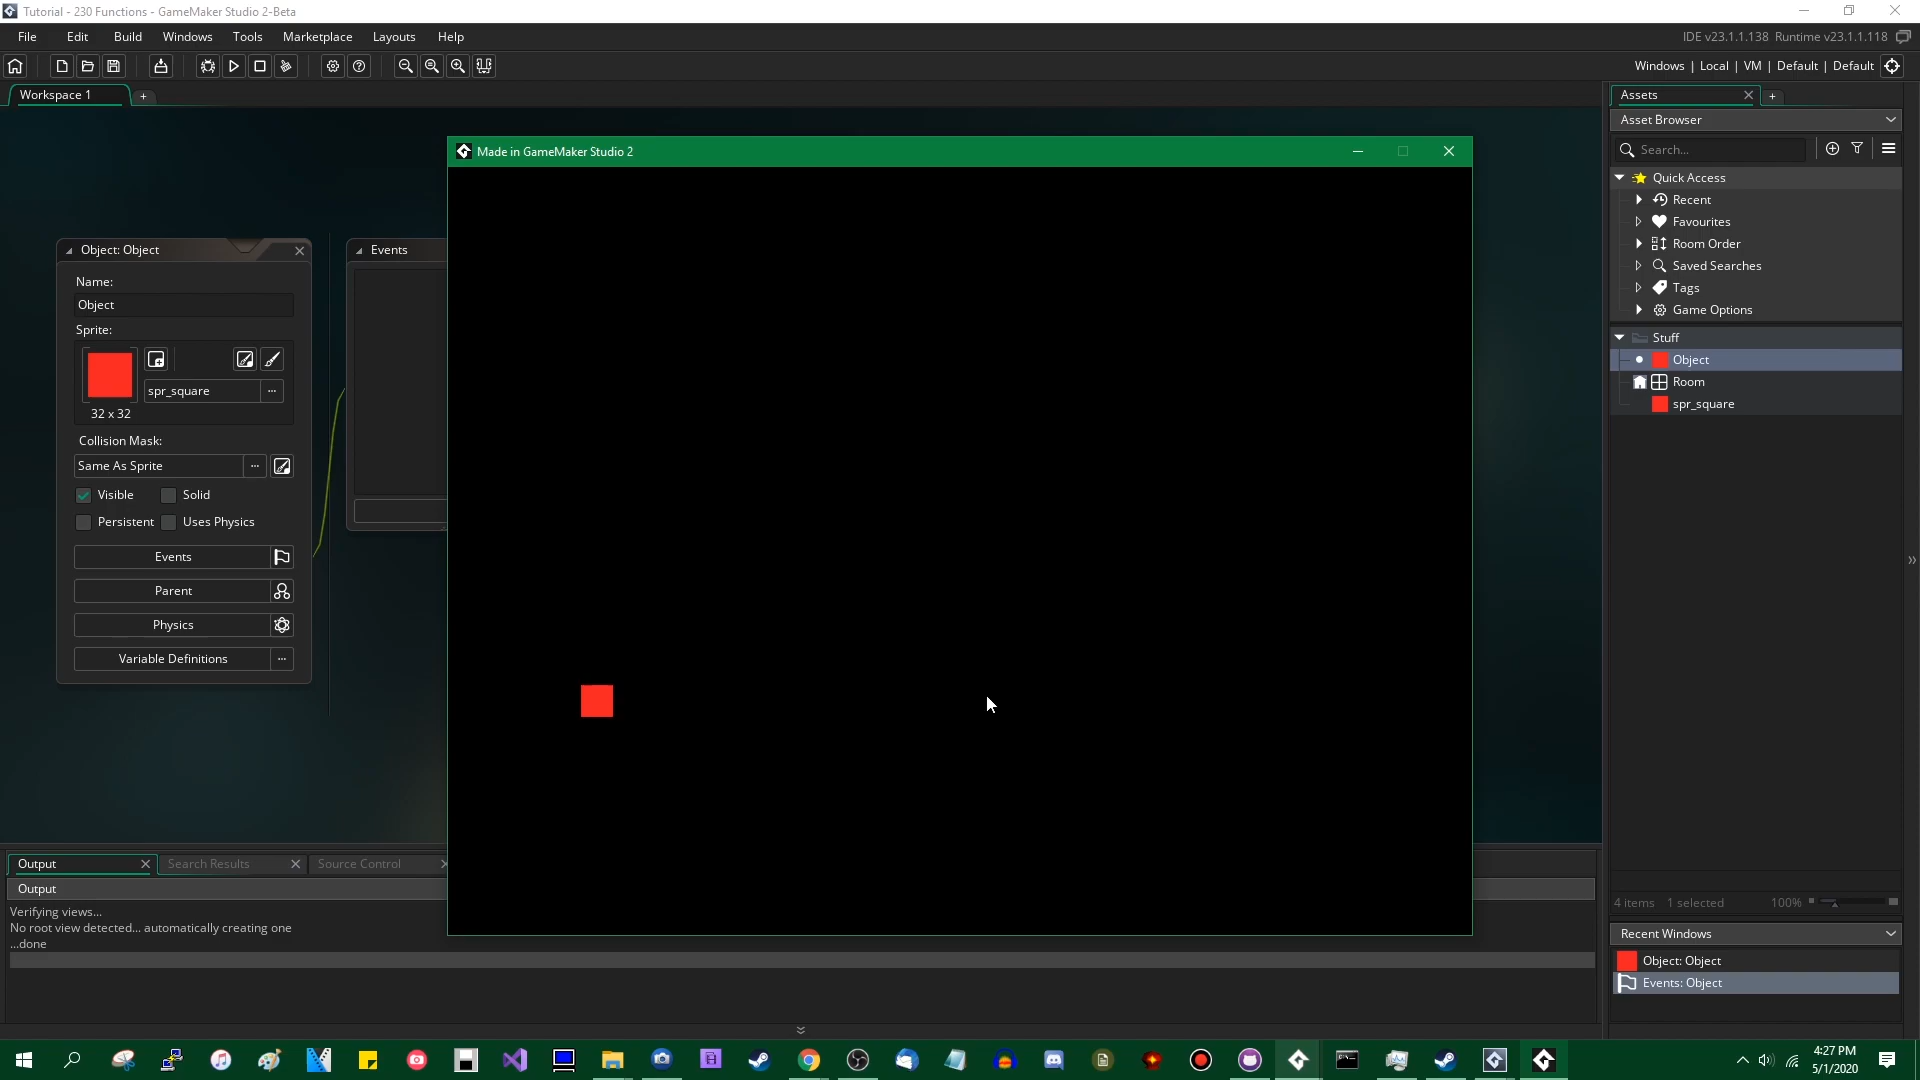 Tutorial - 230 Functions - GameMaker Studio 2-Beta
File Edit Build Windows Tools Marketplace Layouts Help
IDE v23.1.1.138 Runtime v23.1.1.118
Windows | Local | VM | Default | Default
Workspace 1
Made in GameMaker Studio 2
Object: Object
Name:
Object
Sprite:
spr_square
32 x 32
Collision Mask:
Same As Sprite
Visible Solid
Persistent Uses Physics
Events
Parent
Physics
Variable Definitions
Events
Assets
Asset Browser
Search...
Quick Access
Recent
Favourites
Room Order
Saved Searches
Tags
Game Options
Stuff
Object
Room
spr_square
4 items 1 selected 100%
Recent Windows
Object: Object
Events: Object
Output Search Results Source Control
Output
Verifying views...
No root view detected... automatically creating one
...done
4:27 PM
5/1/2020